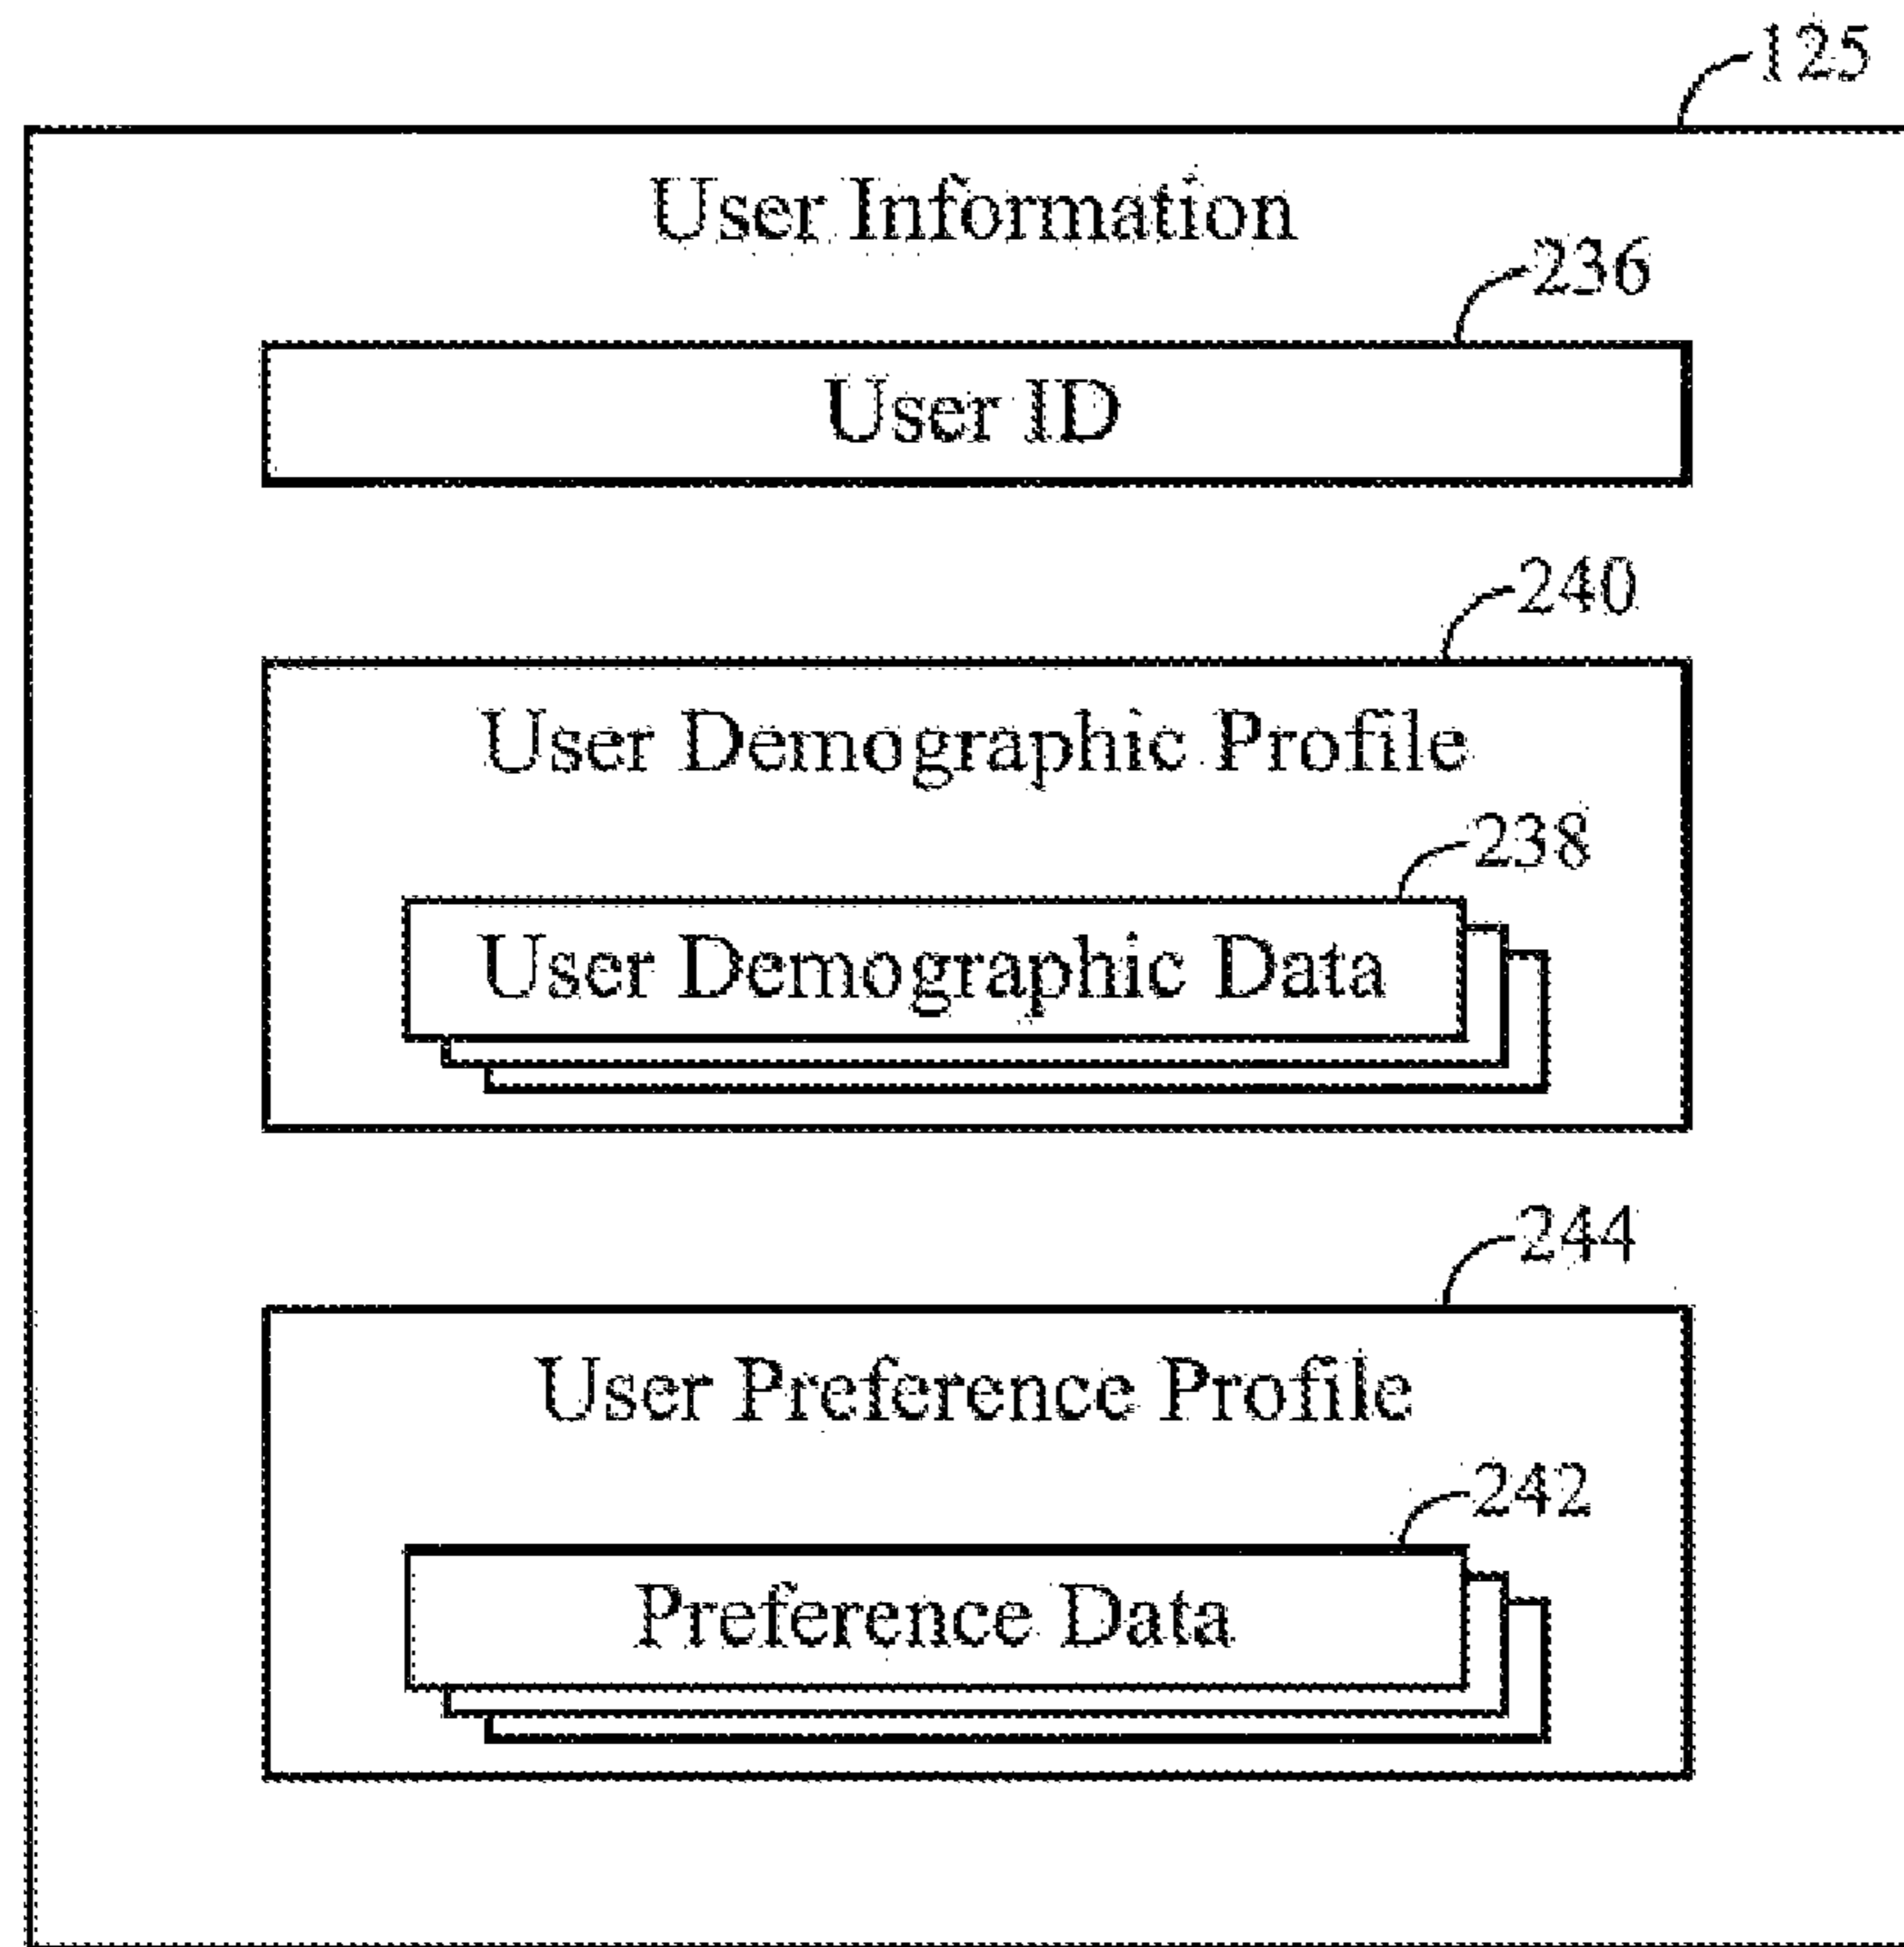 125
User Information
236
User ID
240
User Demographic Profile
238
User Demographic Data
244
User Preference Profile
242
Preference Data